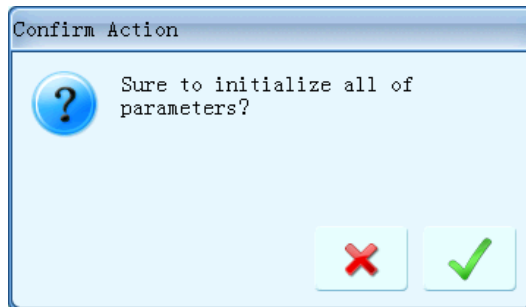 Confirm Action
Sure to initialize all of
parameters?